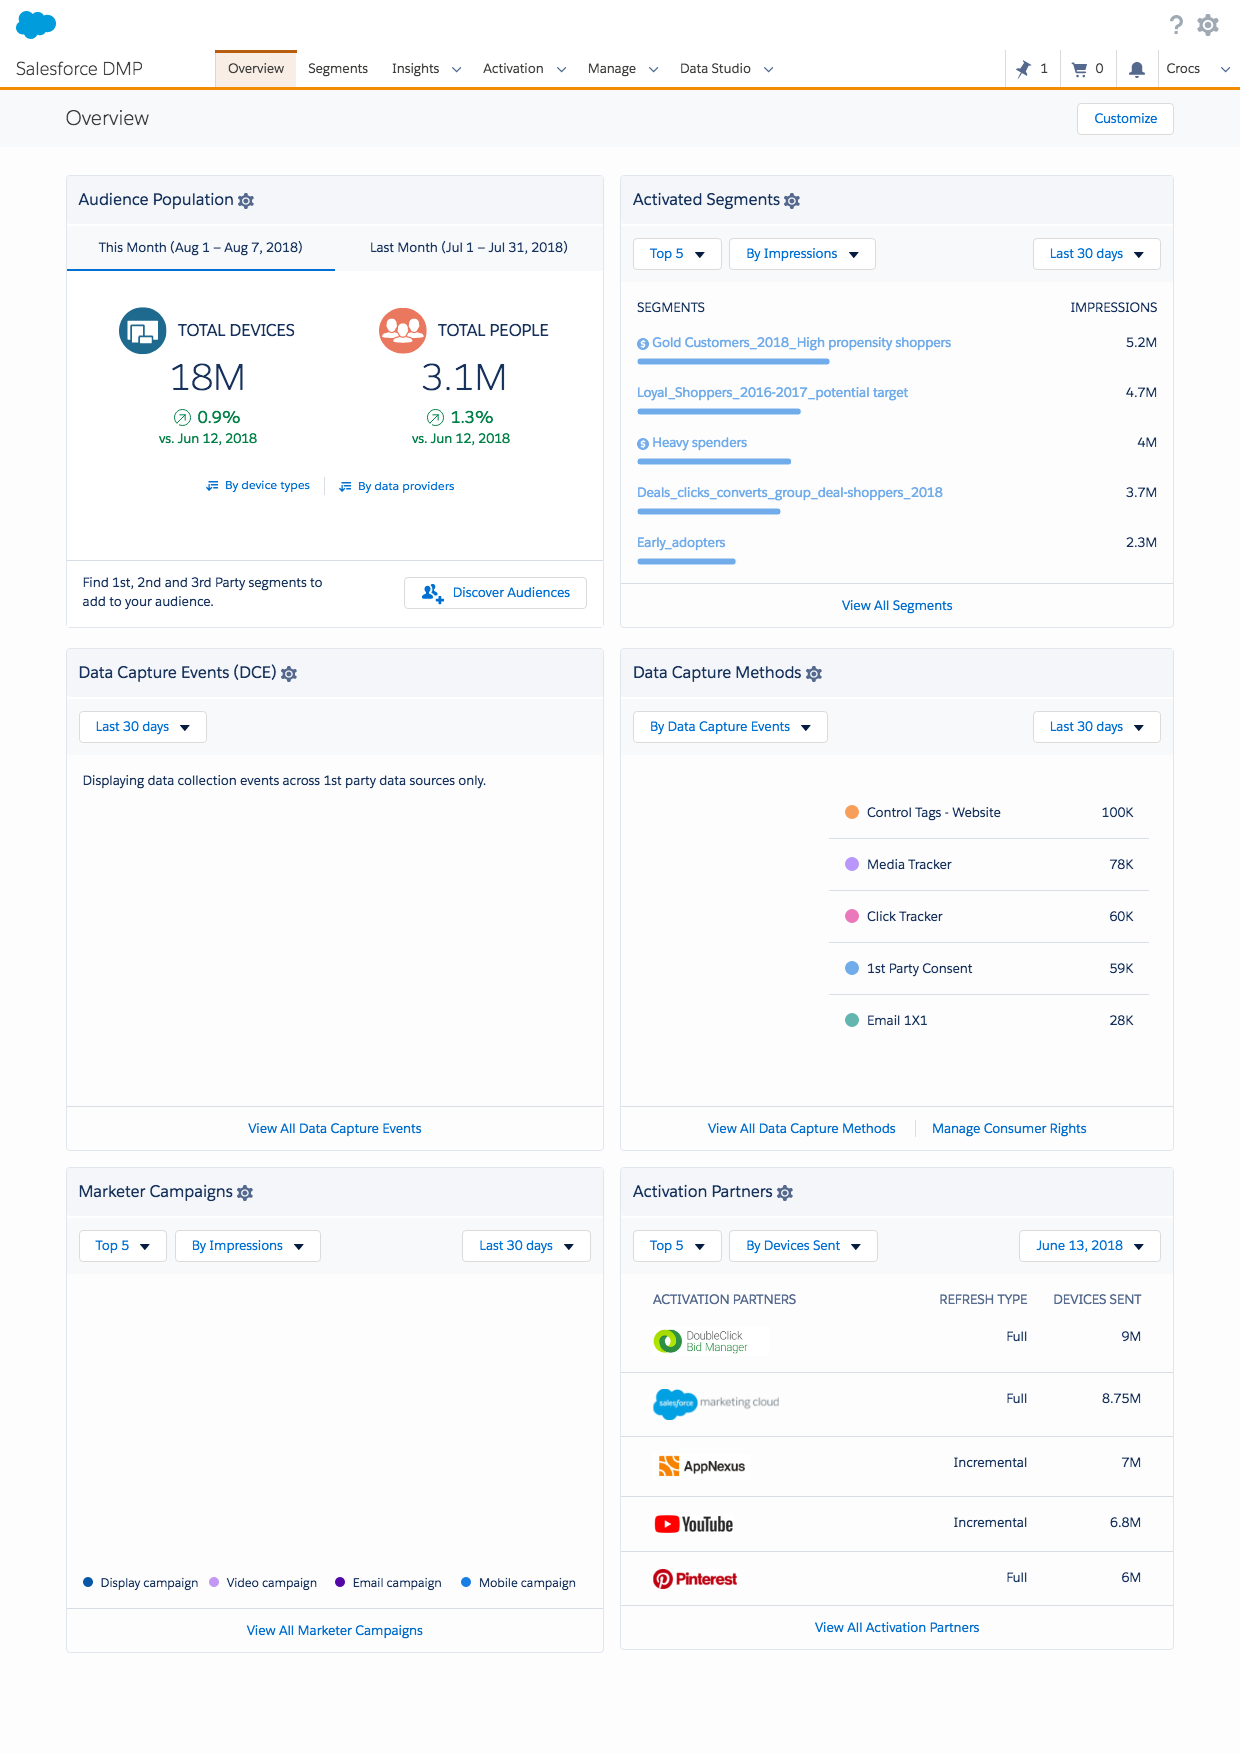 Salesforce DMP
Overview
Segments
Insights
Activation
Manage
Data Studio
1
0
Crocs
Overview
Customize
Audience Population
This Month (Aug 1 – Aug 7, 2018)
Last Month (Jul 1 – Jul 31, 2018)
TOTAL DEVICES
18M
0.9%
vs. Jun 12, 2018
TOTAL PEOPLE
3.1M
1.3%
vs. Jun 12, 2018
By device types
By data providers
Find 1st, 2nd and 3rd Party segments to
add to your audience.
Discover Audiences
Activated Segments
Top 5
By Impressions
Last 30 days
SEGMENTS IMPRESSIONS
Gold Customers_2018_High propensity shoppers 5.2M
Loyal_Shoppers_2016-2017_potential target 4.7M
Heavy spenders 4M
Deals_clicks_converts_group_deal-shoppers_2018 3.7M
Early_adopters 2.3M
View All Segments
Data Capture Events (DCE)
Last 30 days
Displaying data collection events across 1st party data sources only.
View All Data Capture Events
Data Capture Methods
By Data Capture Events
Last 30 days
Control Tags - Website 100K
Media Tracker 78K
Click Tracker 60K
1st Party Consent 59K
Email 1X1 28K
View All Data Capture Methods
Manage Consumer Rights
Marketer Campaigns
Top 5
By Impressions
Last 30 days
Display campaign
Video campaign
Email campaign
Mobile campaign
View All Marketer Campaigns
Activation Partners
Top 5
By Devices Sent
June 13, 2018
ACTIVATION PARTNERS REFRESH TYPE DEVICES SENT
DoubleClick
Bid Manager
Full 9M
salesforce marketing cloud Full 8.75M
AppNexus Incremental 7M
YouTube Incremental 6.8M
Pinterest Full 6M
View All Activation Partners